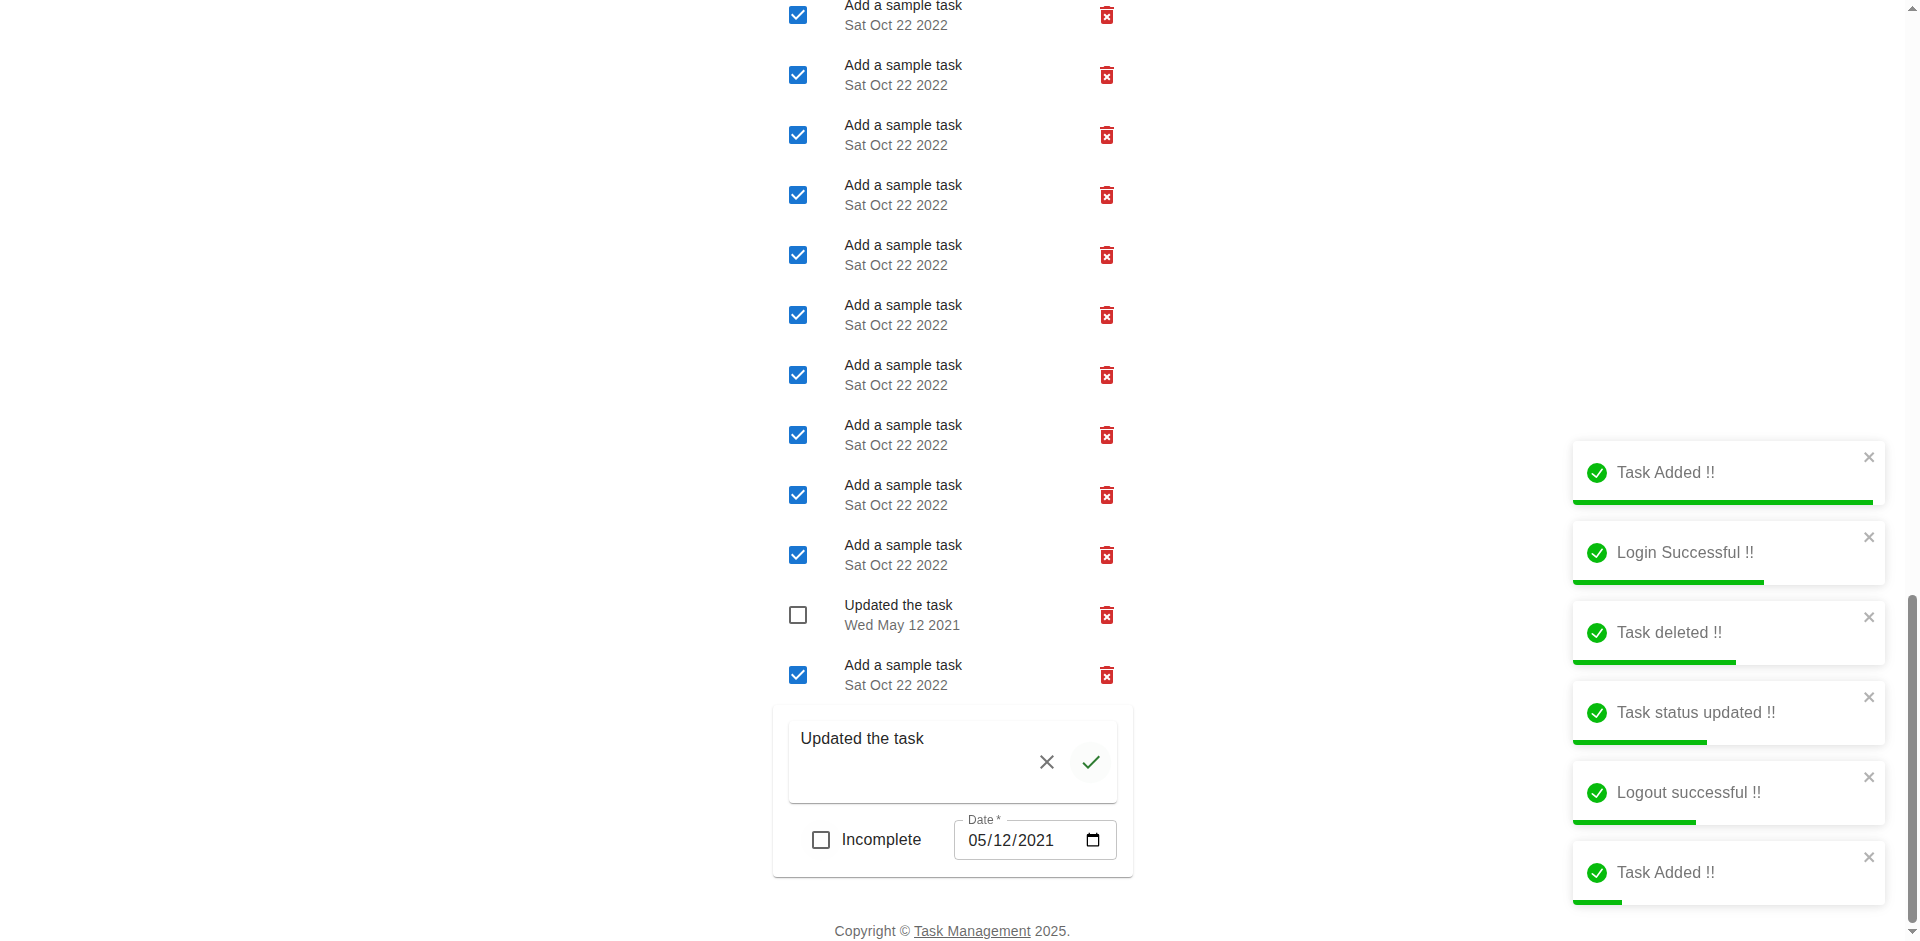 Add a sample task
Sat Oct 22 2022
Add a sample task
Sat Oct 22 2022
Add a sample task
Sat Oct 22 2022
Add a sample task
Sat Oct 22 2022
Add a sample task
Sat Oct 22 2022
Add a sample task
Sat Oct 22 2022
Add a sample task
Sat Oct 22 2022
Add a sample task
Sat Oct 22 2022
Add a sample task
Sat Oct 22 2022
Add a sample task
Sat Oct 22 2022
Updated the task
Wed May 12 2021
Add a sample task
Sat Oct 22 2022
Updated the task
Incomplete
Date *
05/12/2021
Copyright © Task Management 2025.
Task Added !!
Login Successful !!
Task deleted !!
Task status updated !!
Logout successful !!
Task Added !!